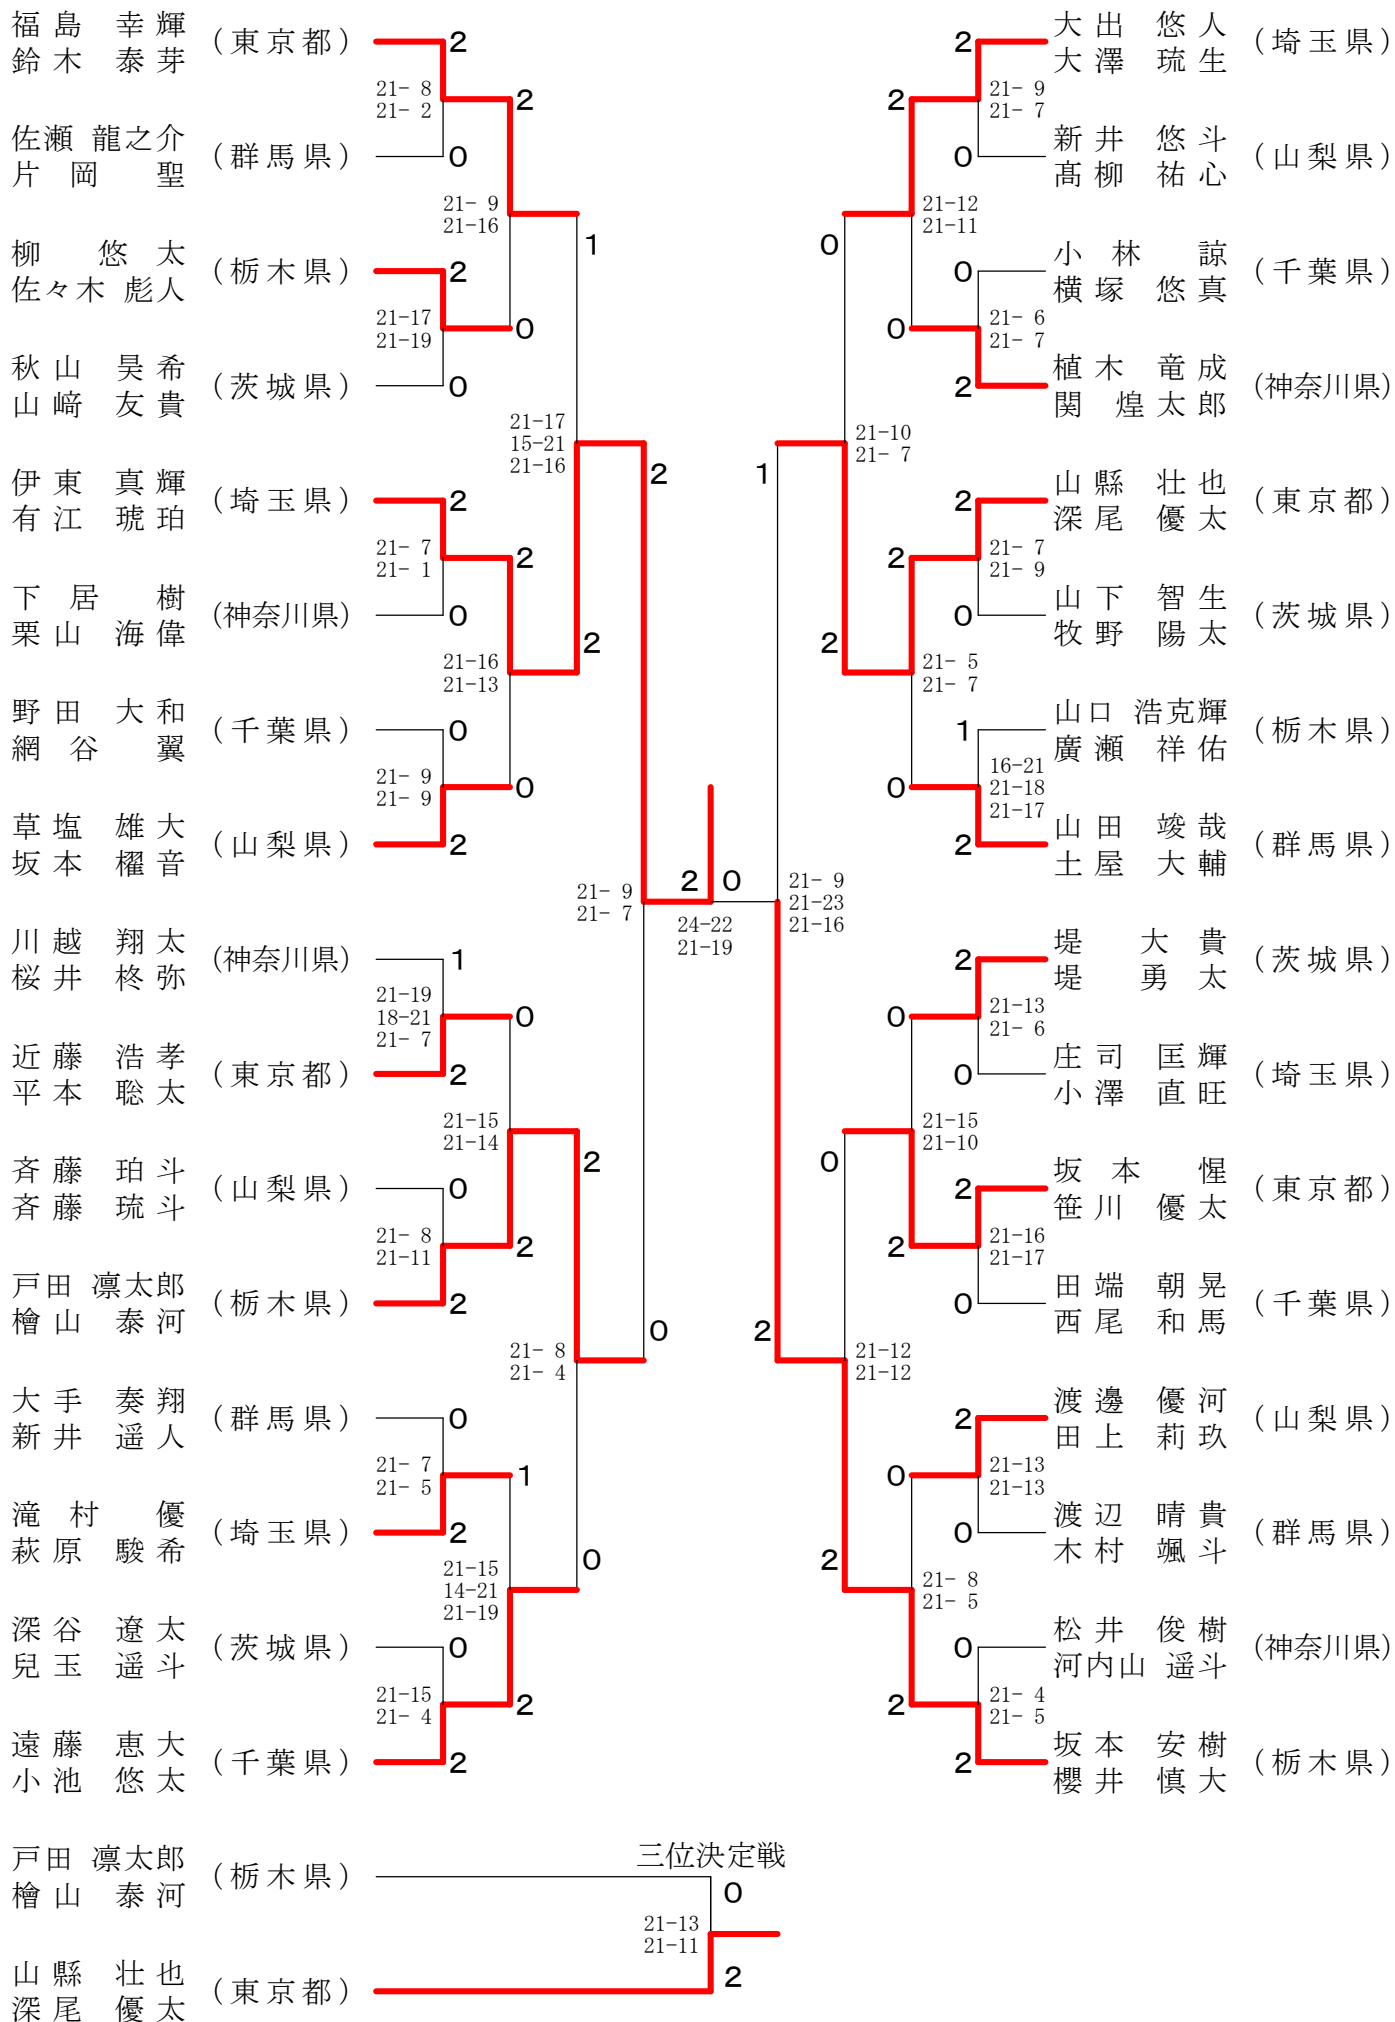 福島 幸輝
鈴木 泰芽
(東京都)
2
21- 8
21- 2
2
佐瀬 龍之介
片岡 聖
(群馬県)
0
21- 9
21-16
1
柳 悠太
佐々木 彪人
(栃木県)
2
21-17
21-19
0
秋山 昊希
山﨑 友貴
(茨城県)
0
21-17
15-21
21-16
2
伊東 真輝
有江 琥珀
(埼玉県)
2
21- 7
21- 1
2
下居 樹
栗山 海偉
(神奈川県)
0
2
21-16
21-13
野田 大和
網谷 翼
(千葉県)
0
21- 9
21- 9
0
草塩 雄大
坂本 櫂音
(山梨県)
2
21- 9
21- 7
2
0
24-22
21-19
川越 翔太
桜井 柊弥
(神奈川県)
1
21-19
18-21
21- 7
0
近藤 浩孝
平本 聡太
(東京都)
2
21-15
21-14
2
斉藤 珀斗
斉藤 琉斗
(山梨県)
0
21- 8
21-11
2
戸田 凛太郎
檜山 泰河
(栃木県)
2
21- 8
21- 4
0
大手 奏翔
新井 遥人
(群馬県)
0
21- 7
21- 5
1
滝村 優
萩原 駿希
(埼玉県)
2
21-15
14-21
21-19
0
深谷 遼太
兒玉 遥斗
(茨城県)
0
21-15
21- 4
2
遠藤 恵大
小池 悠太
(千葉県)
2
大出 悠人
大澤 琉生
(埼玉県)
2
21- 9
21- 7
2
新井 悠斗
髙柳 祐心
(山梨県)
0
21-12
21-11
0
小林 諒
横塚 悠真
(千葉県)
0
21- 6
21- 7
0
植木 竜成
関 煌太郎
(神奈川県)
2
21-10
21- 7
1
山縣 壮也
深尾 優太
(東京都)
2
21- 7
21- 9
2
山下 智生
牧野 陽太
(茨城県)
0
2
21- 5
21- 7
山口 浩克輝
廣瀬 祥佑
(栃木県)
1
16-21
21-18
21-17
0
山田 竣哉
土屋 大輔
(群馬県)
2
21- 9
21-23
21-16
堤 大貴
堤 勇太
(茨城県)
2
21-13
21- 6
0
庄司 匡輝
小澤 直旺
(埼玉県)
0
21-15
21-10
0
坂本 惺
笹川 優太
(東京都)
2
21-16
21-17
2
田端 朝晃
西尾 和馬
(千葉県)
0
2
21-12
21-12
渡邊 優河
田上 莉玖
(山梨県)
2
21-13
21-13
0
渡辺 晴貴
木村 颯斗
(群馬県)
0
2
21- 8
21- 5
松井 俊樹
河内山 遥斗
(神奈川県)
0
21- 4
21- 5
2
坂本 安樹
櫻井 慎大
(栃木県)
2
三位決定戦
戸田 凛太郎
檜山 泰河
(栃木県)
0
21-13
21-11
山縣 壮也
深尾 優太
(東京都)
2